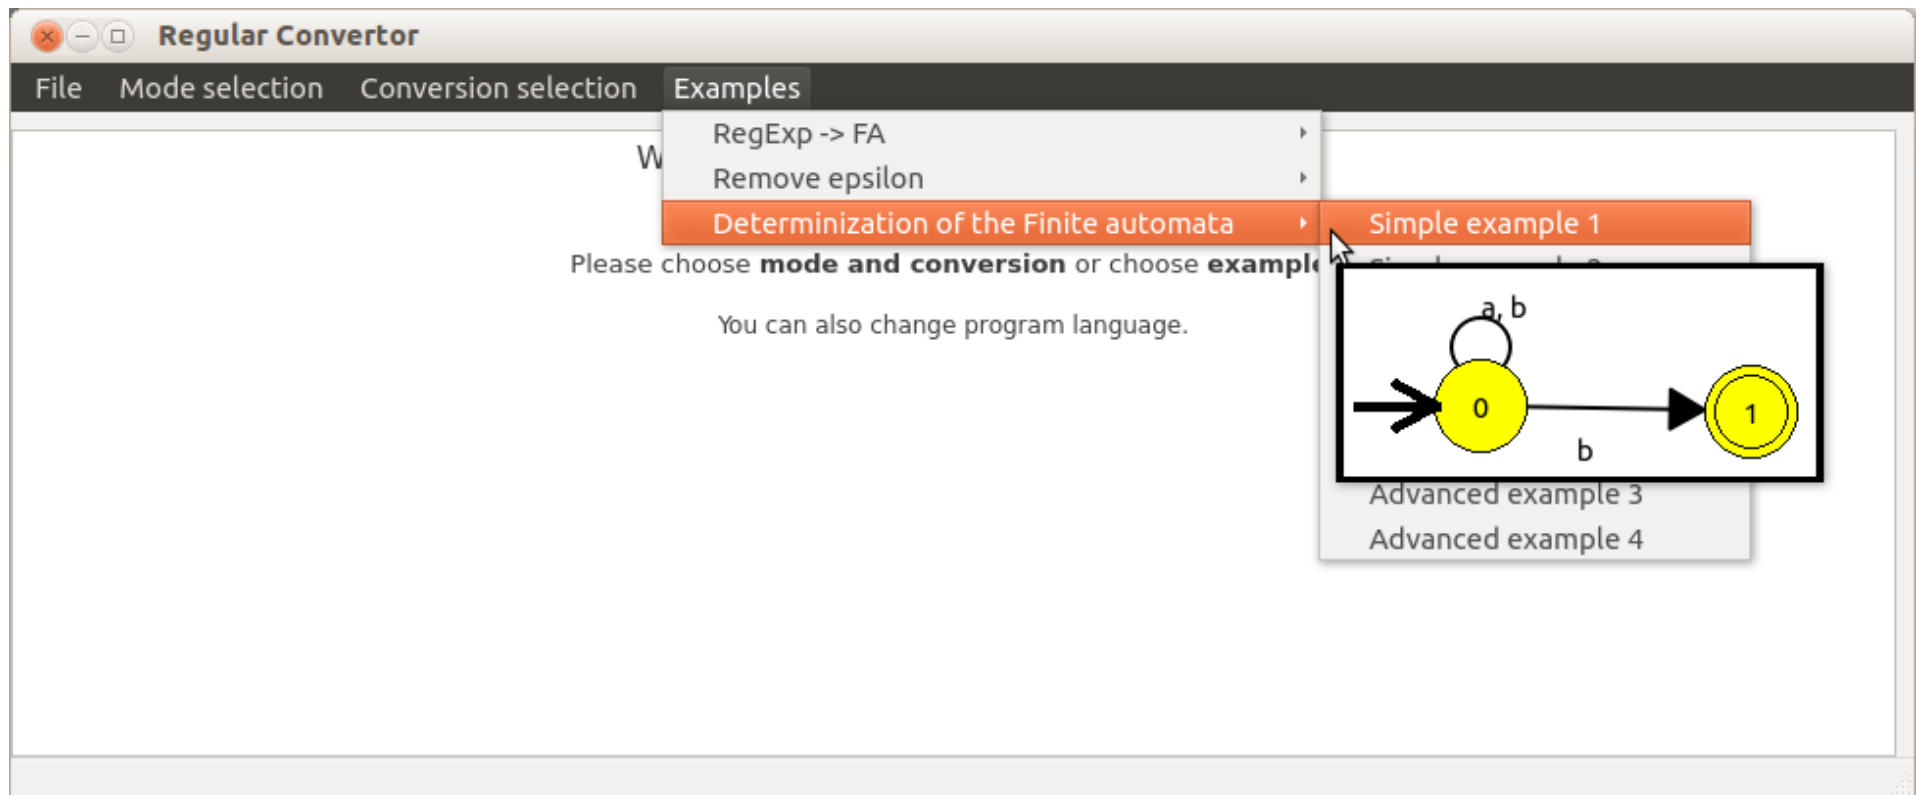 Regular Convertor
File Mode selection Conversion selection Examples
RegExp -> FA
W
Remove epsilon
Determinization of the Finite automata
Simple example 1
Please choose mode and conversion or choose example
You can also change program language.
a, b
0
1
b
Advanced example 3
Advanced example 4